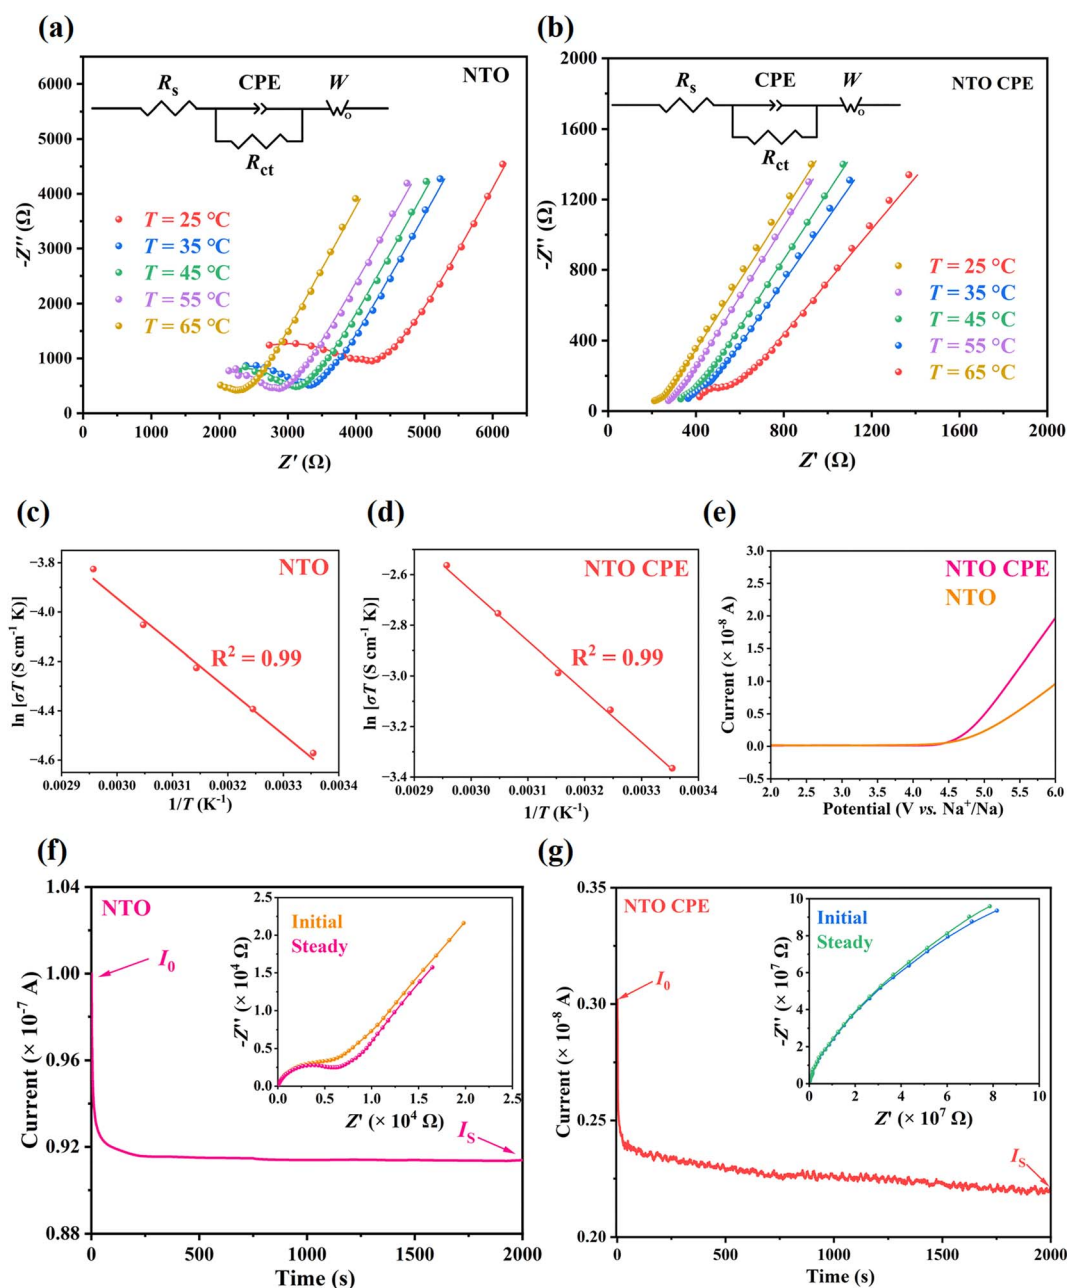 (a)
NTO
R_s
CPE
W_o
R_ct
T = 25 °C
T = 35 °C
T = 45 °C
T = 55 °C
T = 65 °C
-Z'' (Ω)
6000
5000
4000
3000
2000
1000
0
0 1000 2000 3000 4000 5000 6000
Z' (Ω)
(b)
NTO CPE
R_s
CPE
W_o
R_ct
T = 25 °C
T = 35 °C
T = 45 °C
T = 55 °C
T = 65 °C
-Z'' (Ω)
2000
1600
1200
800
400
0
0 400 800 1200 1600 2000
Z' (Ω)
(c)
NTO
R² = 0.99
ln [σT (S cm⁻¹ K)]
−3.8
−4.0
−4.2
−4.4
−4.6
0.0029 0.0030 0.0031 0.0032 0.0033 0.0034
1/T (K⁻¹)
(d)
NTO CPE
R² = 0.99
ln [σT (S cm⁻¹ K)]
−2.6
−2.8
−3.0
−3.2
−3.4
0.0029 0.0030 0.0031 0.0032 0.0033 0.0034
1/T (K⁻¹)
(e)
NTO CPE
NTO
Current (× 10⁻⁸ A)
3.0
2.5
2.0
1.5
1.0
0.5
0.0
−0.5
2.0 2.5 3.0 3.5 4.0 4.5 5.0 5.5 6.0
Potential (V vs. Na⁺/Na)
(f)
NTO
I₀
I_S
Current (× 10⁻⁷ A)
1.04
1.00
0.96
0.92
0.88
0 500 1000 1500 2000
Time (s)
Initial
Steady
-Z'' (× 10⁴ Ω)
2.5
2.0
1.5
1.0
0.5
0.0
0.0 0.5 1.0 1.5 2.0 2.5
Z' (× 10⁴ Ω)
(g)
NTO CPE
I₀
I_S
Current (× 10⁻⁸ A)
0.35
0.30
0.25
0.20
0 500 1000 1500 2000
Time (s)
Initial
Steady
-Z'' (× 10⁷ Ω)
10
8
6
4
2
0
0 2 4 6 8 10
Z' (× 10⁷ Ω)